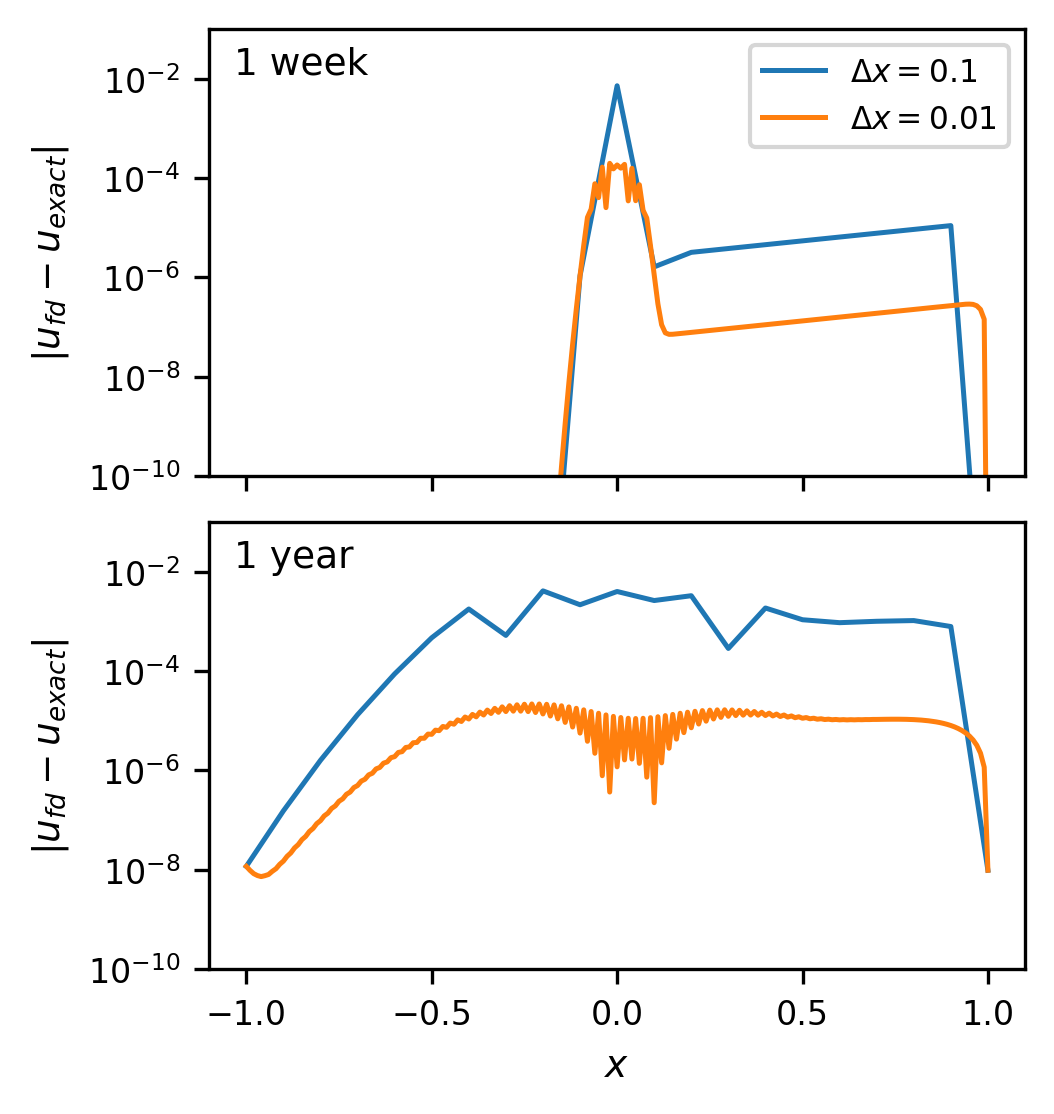 1 week
Δx = 0.1
Δx = 0.01
10⁻²
10⁻⁴
10⁻⁶
10⁻⁸
10⁻¹⁰
|u_fd − u_exact|
1 year
10⁻²
10⁻⁴
10⁻⁶
10⁻⁸
10⁻¹⁰
|u_fd − u_exact|
−1.0 −0.5 0.0 0.5 1.0
x